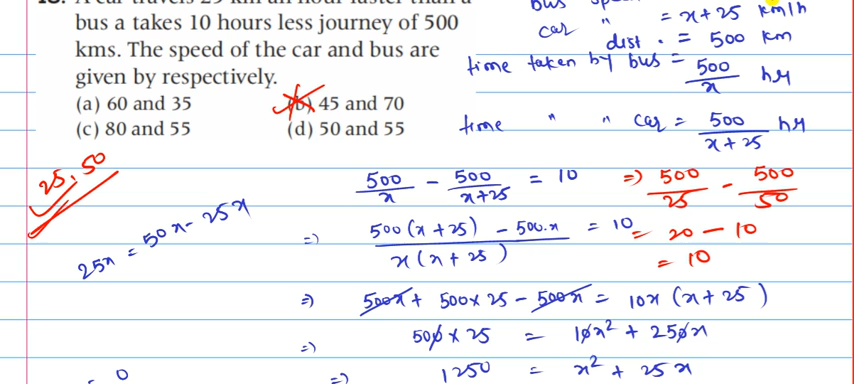 bus a takes 10 hours less journey of 500
kms. The speed of the car and bus are
given by respectively.
(a) 60 and 35
(b) 45 and 70
(c) 80 and 55
(d) 50 and 55
car " = x+25 km/h
dist. = 500 km
time taken by bus = 500/x hr
time " " car = 500/(x+25) hr
25, 50
25x = 50x - 25x
500/x - 500/(x+25) = 10
⇒ 500/25 - 500/50
= 20 - 10
= 10
⇒ (500(x+25) - 500.x)/(x(x+25)) = 10
⇒ 500x + 500×25 - 500x = 10x(x+25)
⇒ 500×25 = 10x² + 250x
⇒ 1250 = x² + 25x
= 0